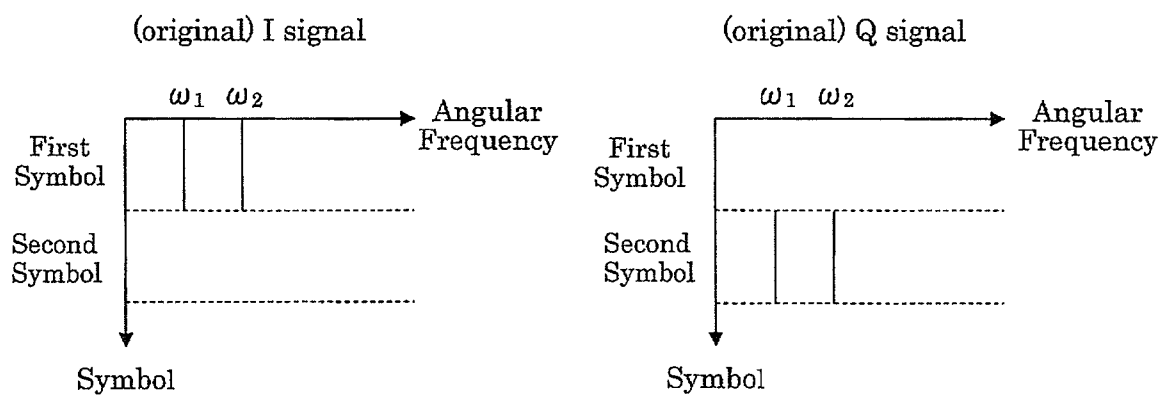 (original) I signal
ω1 ω2
Angular
Frequency
First
Symbol
Second
Symbol
Symbol
(original) Q signal
ω1 ω2
Angular
Frequency
First
Symbol
Second
Symbol
Symbol